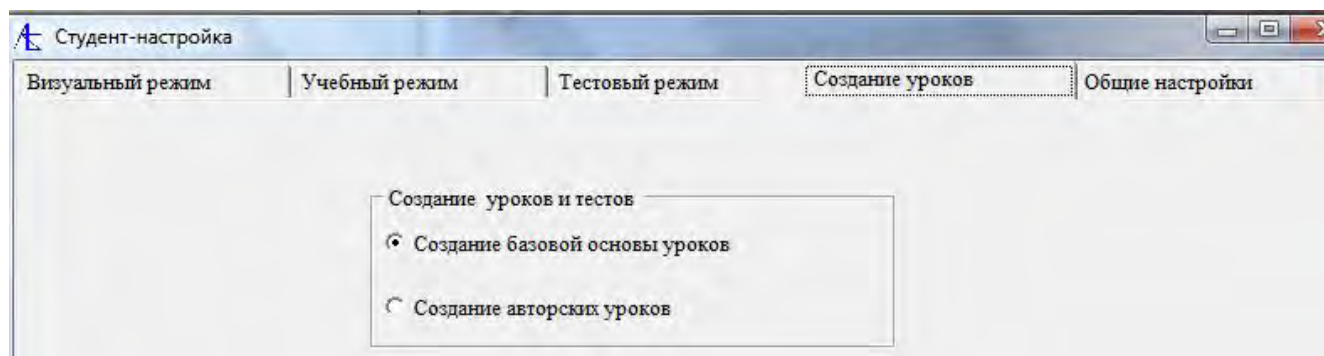 Студент-настройка
Визуальный режим Учебный режим Тестовый режим Создание уроков Общие настройки
Создание уроков и тестов
Создание базовой основы уроков
Создание авторских уроков